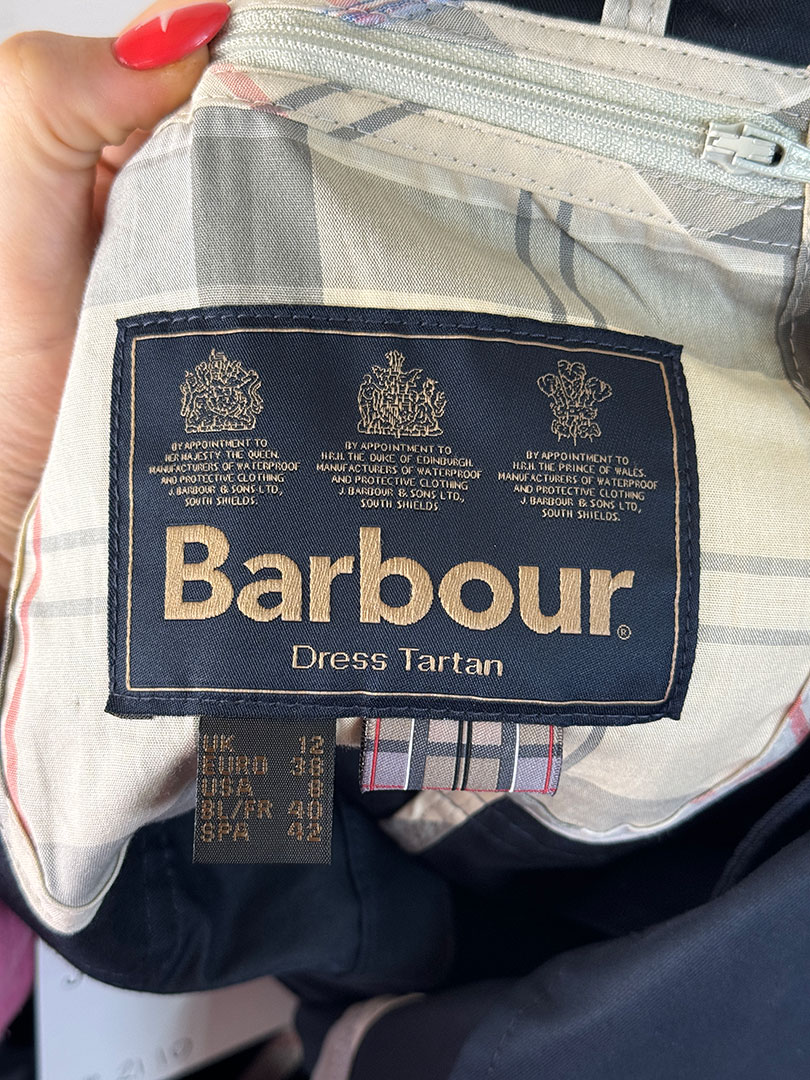 BY APPOINTMENT TO
HER MAJESTY THE QUEEN.
MANUFACTURERS OF WATERPROOF
AND PROTECTIVE CLOTHING
J.BARBOUR & SONS LTD,
SOUTH SHIELDS.
BY APPOINTMENT TO
H.R.H. THE DUKE OF EDINBURGH.
MANUFACTURERS OF WATERPROOF
AND PROTECTIVE CLOTHING
J.BARBOUR & SONS LTD,
SOUTH SHIELDS
BY APPOINTMENT TO
H.R.H. THE PRINCE OF WALES.
MANUFACTURERS OF WATERPROOF
AND PROTECTIVE CLOTHING
J.BARBOUR & SONS LTD,
SOUTH SHIELDS.
Barbour®
Dress Tartan
UK 12
EURO 38
USA 8
BL/FR 40
SPA 42